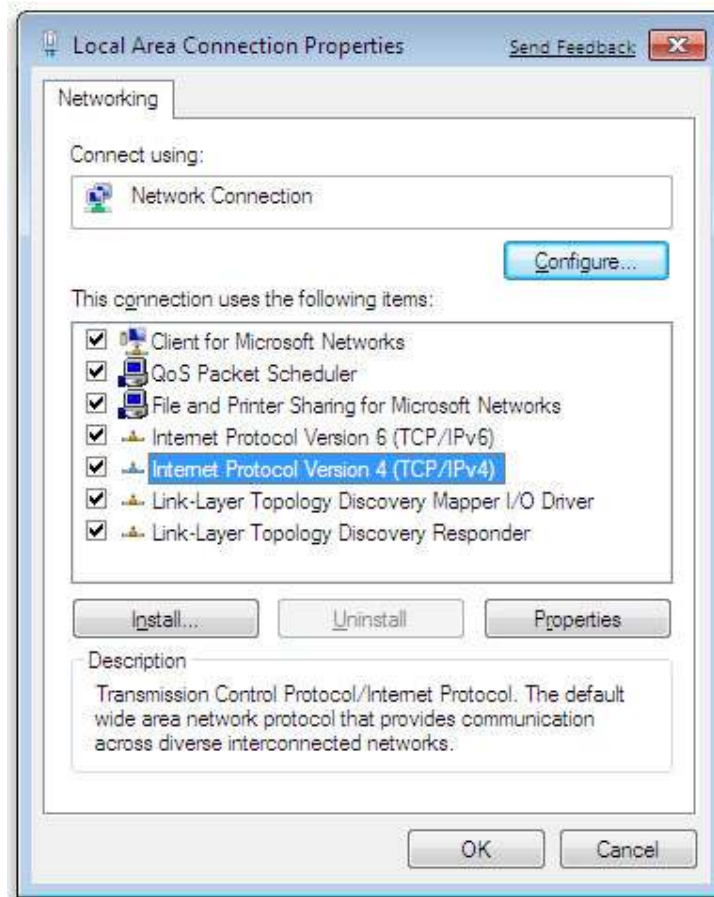 Local Area Connection Properties Send Feedback
Networking
Connect using:
Network Connection
Configure...
This connection uses the following items:
Client for Microsoft Networks
QoS Packet Scheduler
File and Printer Sharing for Microsoft Networks
Internet Protocol Version 6 (TCP/IPv6)
Internet Protocol Version 4 (TCP/IPv4)
Link-Layer Topology Discovery Mapper I/O Driver
Link-Layer Topology Discovery Responder
Install... Uninstall Properties
Description
Transmission Control Protocol/Internet Protocol. The default
wide area network protocol that provides communication
across diverse interconnected networks.
OK Cancel